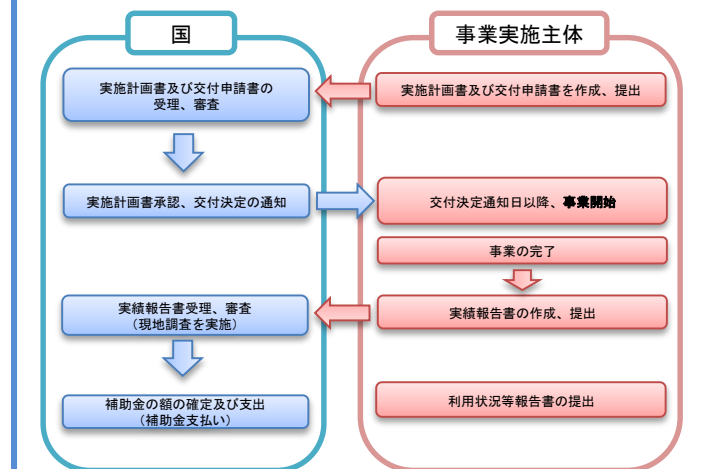 国
事業実施主体
実施計画書及び交付申請書の
受理、審査
実施計画書及び交付申請書を作成、提出
実施計画書承認、交付決定の通知
交付決定通知日以降、事業開始
事業の完了
実績報告書受理、審査
（現地調査を実施）
実績報告書の作成、提出
補助金の額の確定及び支出
（補助金支払い）
利用状況等報告書の提出